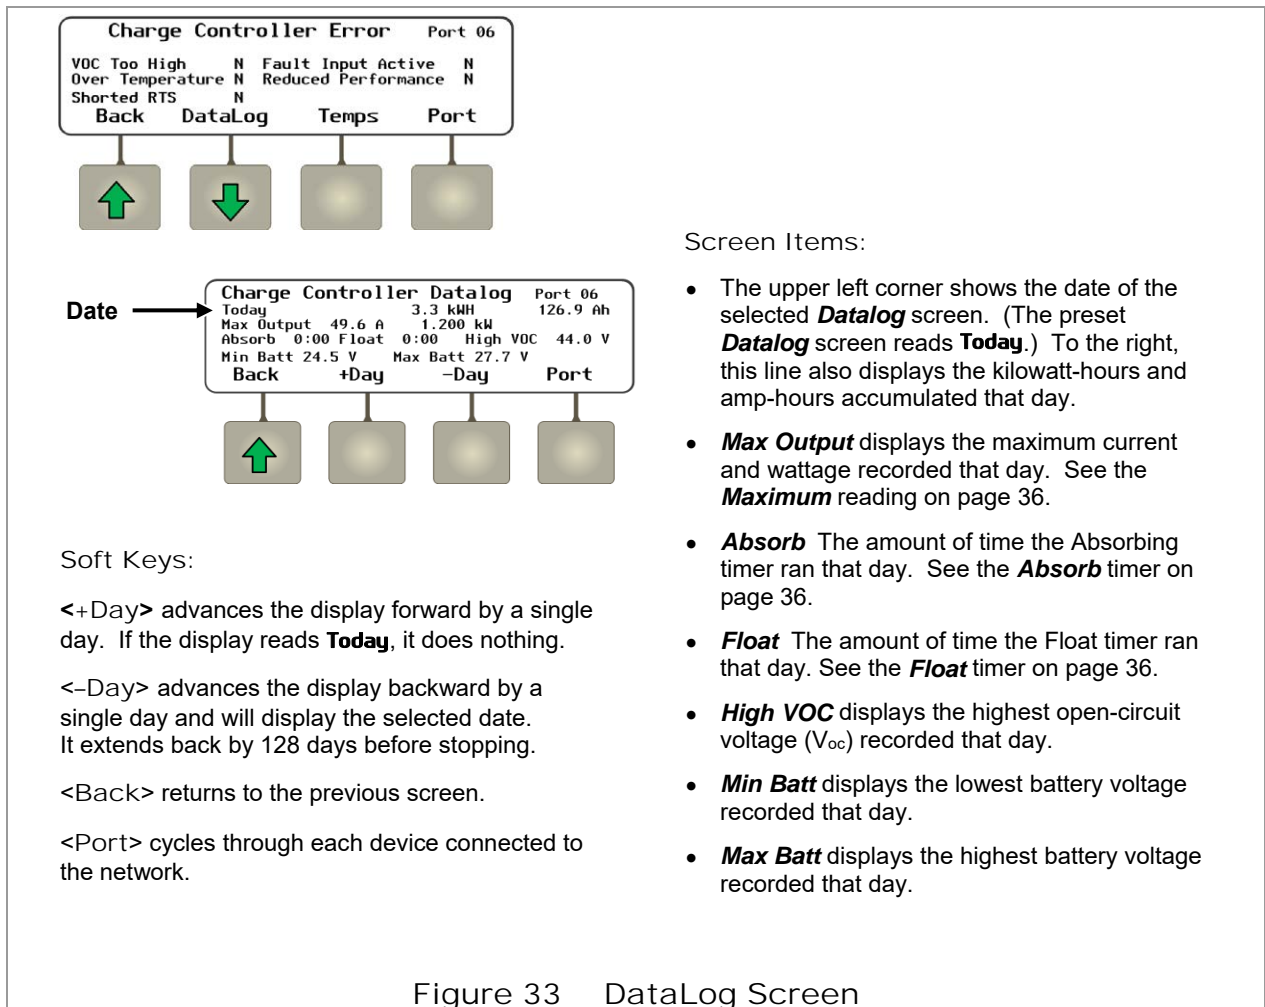 Charge Controller Error Port 06
VOC Too High N Fault Input Active N
Over Temperature N Reduced Performance N
Shorted RTS N
Back DataLog Temps Port
Date
Charge Controller Datalog Port 06
Today 3.3 kWH 126.9 Ah
Max Output 49.6 A 1.200 kW
Absorb 0:00 Float 0:00 High VOC 44.0 V
Min Batt 24.5 V Max Batt 27.7 V
Back +Day -Day Port
Soft Keys:
<+Day> advances the display forward by a single
day. If the display reads Today, it does nothing.
<–Day> advances the display backward by a
single day and will display the selected date.
It extends back by 128 days before stopping.
<Back> returns to the previous screen.
<Port> cycles through each device connected to
the network.
Screen Items:
● The upper left corner shows the date of the
selected Datalog screen. (The preset
Datalog screen reads Today.) To the right,
this line also displays the kilowatt-hours and
amp-hours accumulated that day.
● Max Output displays the maximum current
and wattage recorded that day. See the
Maximum reading on page 36.
● Absorb The amount of time the Absorbing
timer ran that day. See the Absorb timer on
page 36.
● Float The amount of time the Float timer ran
that day. See the Float timer on page 36.
● High VOC displays the highest open-circuit
voltage (Voc) recorded that day.
● Min Batt displays the lowest battery voltage
recorded that day.
● Max Batt displays the highest battery voltage
recorded that day.
Figure 33 DataLog Screen